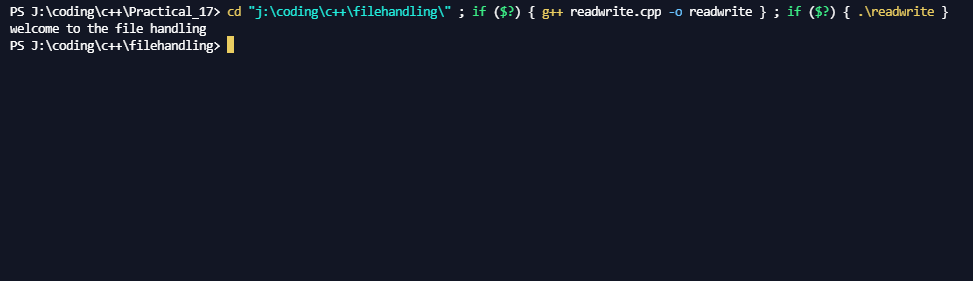 PS J:\coding\c++\Practical_17> cd "j:\coding\c++\filehandling\" ; if ($?) { g++ readwrite.cpp -o readwrite } ; if ($?) { .\readwrite }
welcome to the file handling
PS J:\coding\c++\filehandling>